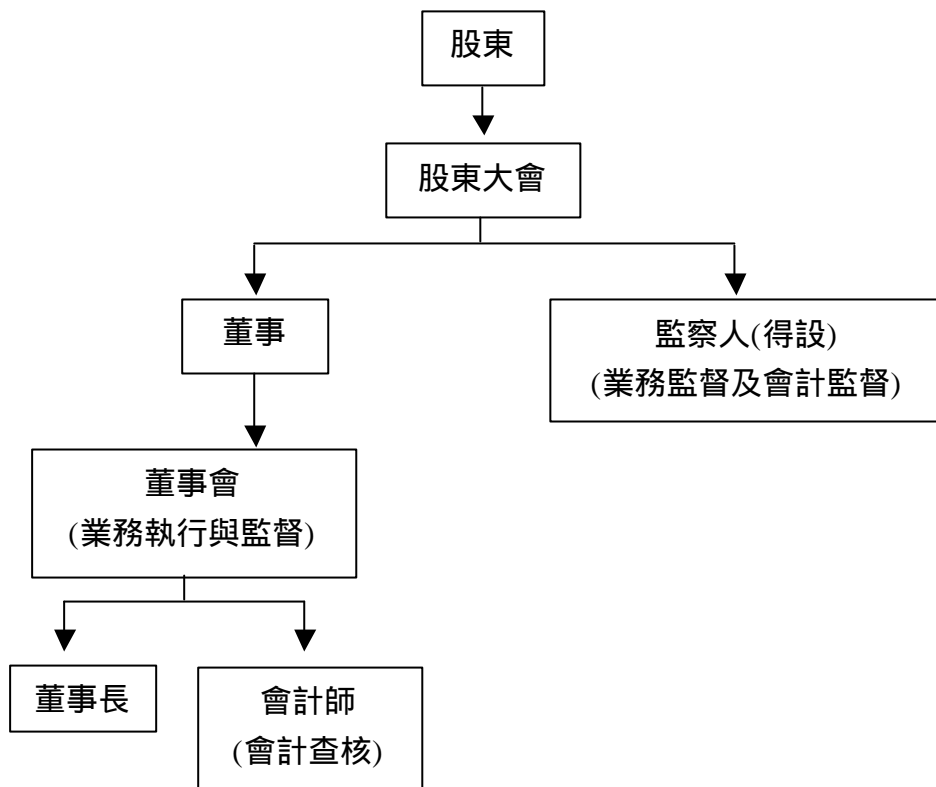 股東
股東大會
董事
監察人(得設)
(業務監督及會計監督)
董事會
(業務執行與監督)
董事長
會計師
(會計查核)